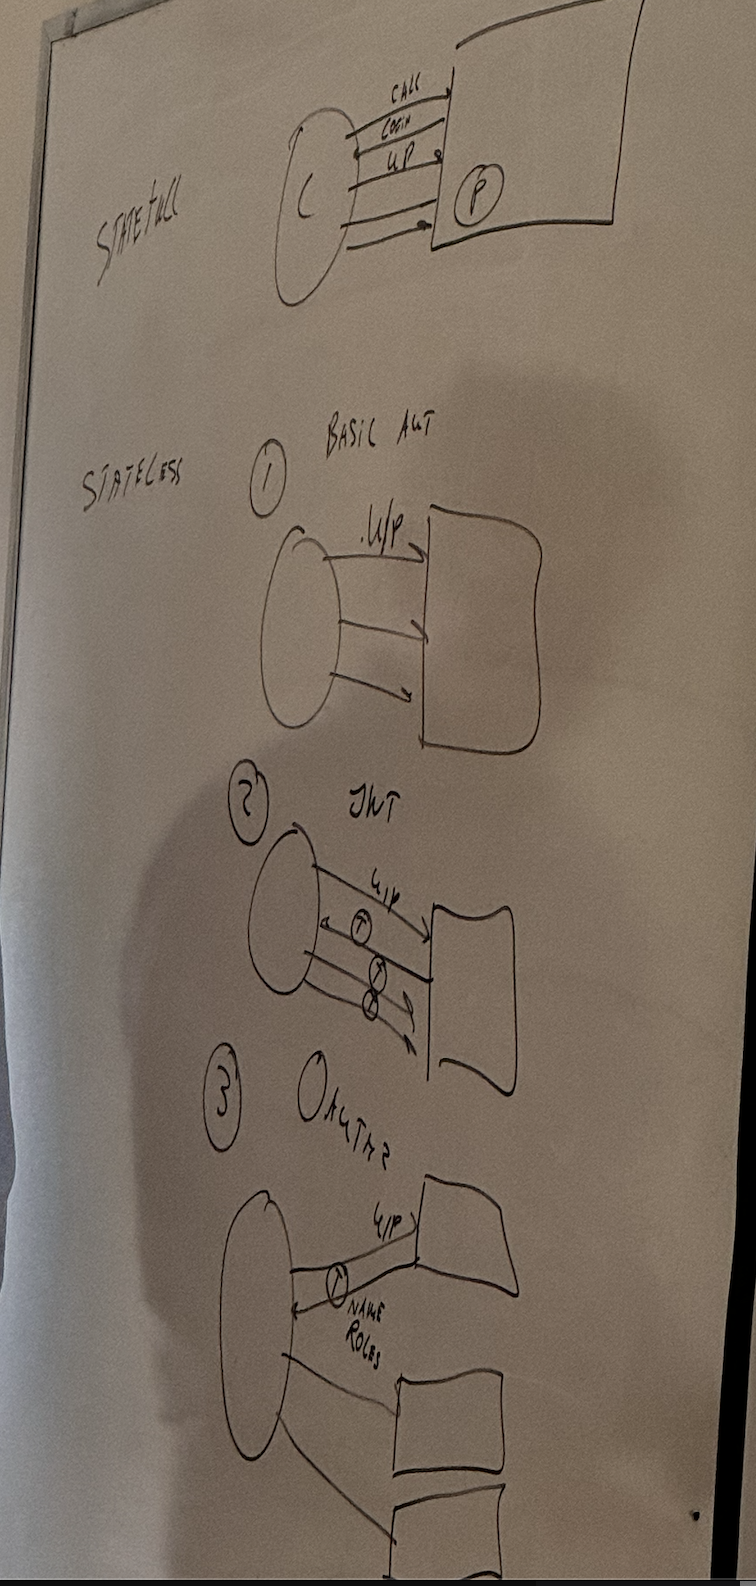 CALL
LOGIN
U/P
STATEFULL
C
P
BASIC AUT
STATELESS
1
U/P
2
JWT
U/P
T
T
T
3
OAUTH2
U/P
T
NAME
ROLES